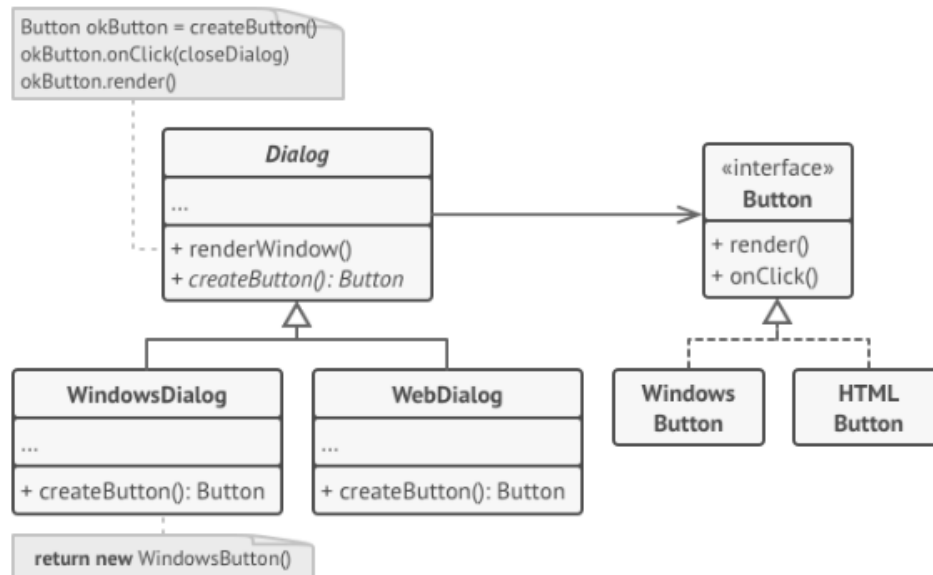 Button okButton = createButton()
okButton.onClick(closeDialog)
okButton.render()
Dialog
...
+ renderWindow()
+ createButton(): Button
«interface»
Button
+ render()
+ onClick()
WindowsDialog
...
+ createButton(): Button
WebDialog
...
+ createButton(): Button
Windows
Button
HTML
Button
return new WindowsButton()